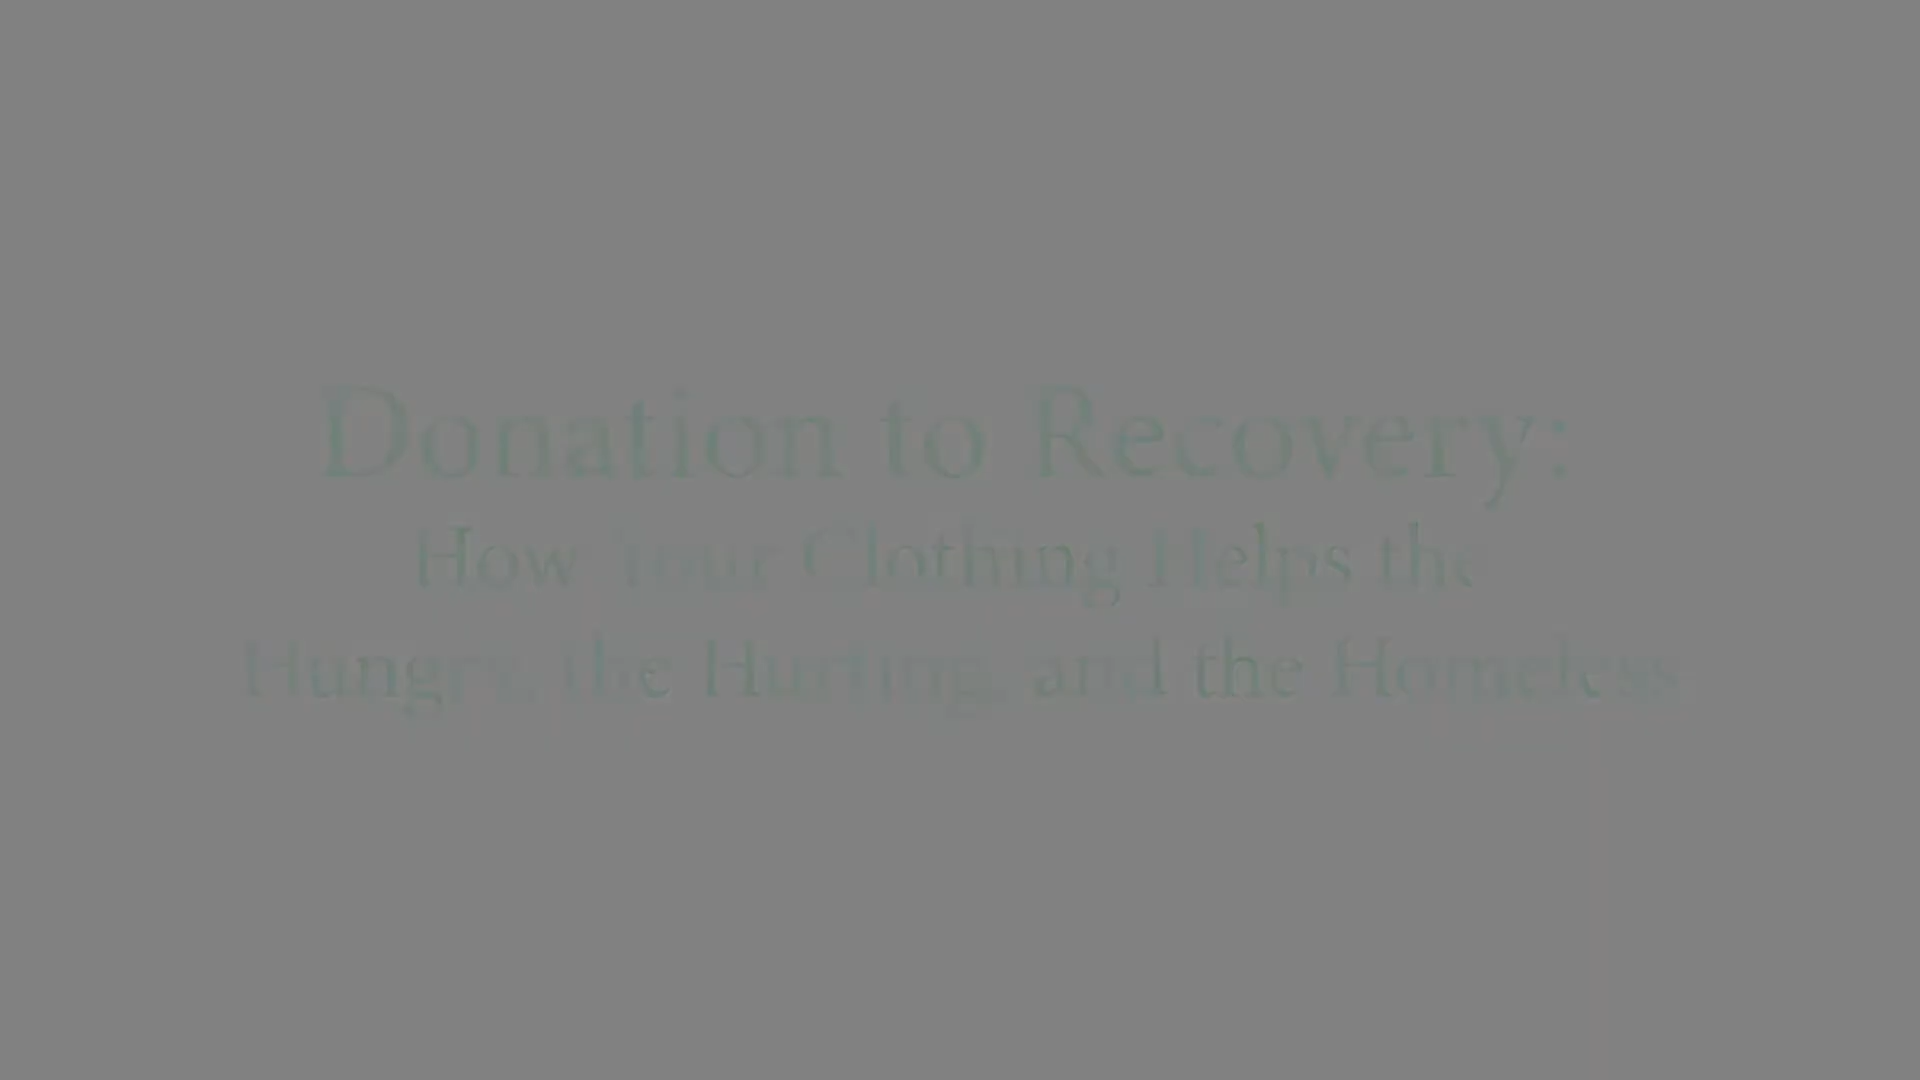 Donation to Recovery:
How Your Clothing Helps the
Hungry, the Hurting, and the Homeless